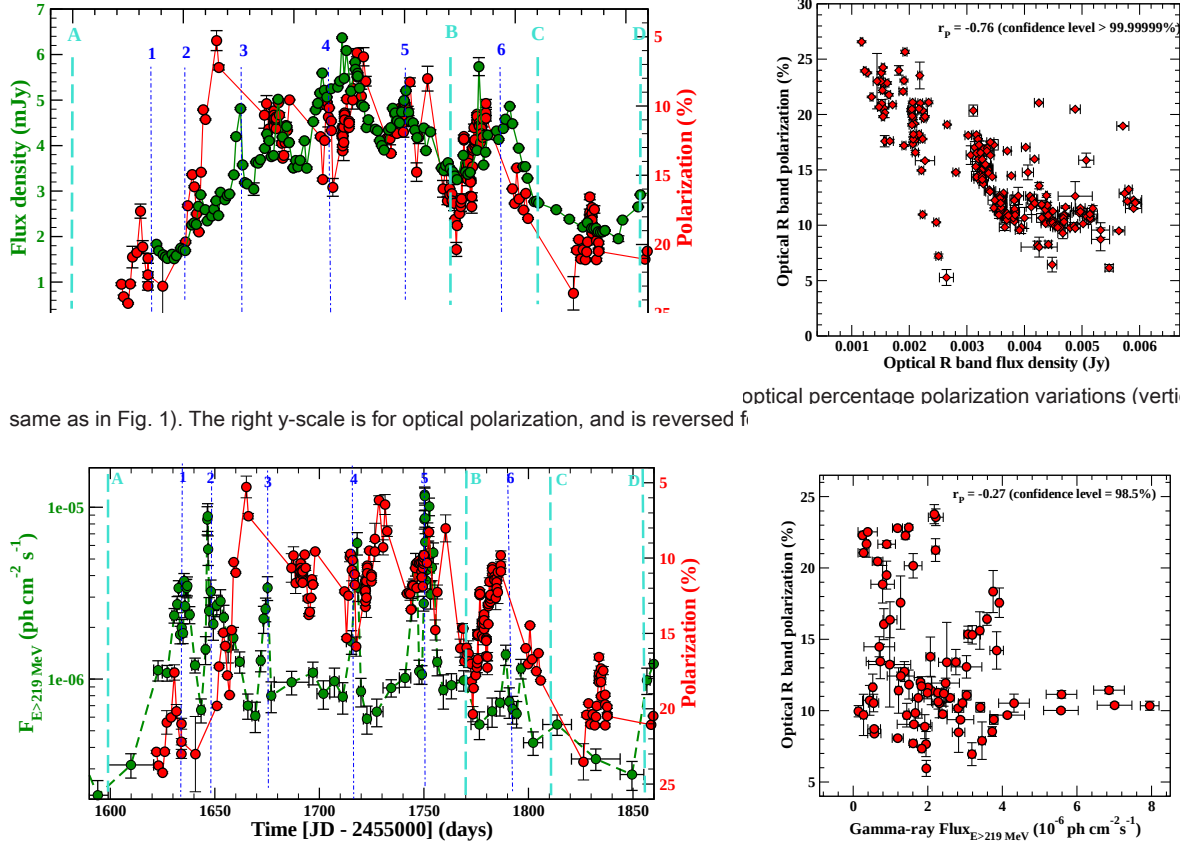 7
6
5
4
3
2
1
Flux density (mJy)
A
1
2
3
4
5
B
6
C
D
5
10
15
20
25
Polarization (%)
30
25
20
15
10
5
0
Optical R band polarization (%)
r_P = -0.76 (confidence level > 99.99999%)
0.001 0.002 0.003 0.004 0.005 0.006
Optical R band flux density (Jy)
optical percentage polarization variations
same as in Fig. 1). The right y-scale is for optical polarization, and is reversed
1e-05
1e-06
F_E>219 MeV (ph cm⁻² s⁻¹)
A
1
2
3
4
5
B
6
C
D
5
10
15
20
25
Polarization (%)
1600 1650 1700 1750 1800 1850
Time [JD - 2455000] (days)
25
20
15
10
5
Optical R band polarization (%)
r_P = -0.27 (confidence level = 98.5%)
0 2 4 6 8
Gamma-ray Flux_E>219 MeV (10⁻⁶ ph cm⁻²s⁻¹)